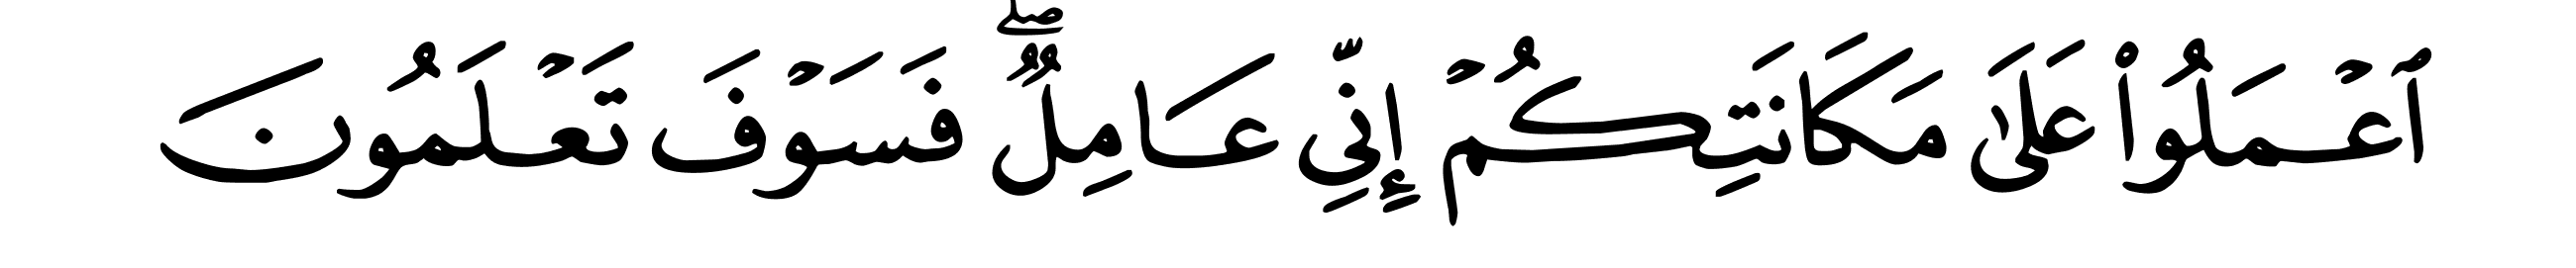 ٱعْمَلُوا۟ عَلَىٰ مَكَانَتِكُمْ إِنِّى عَامِلٌ ۖ فَسَوْفَ تَعْلَمُونَ